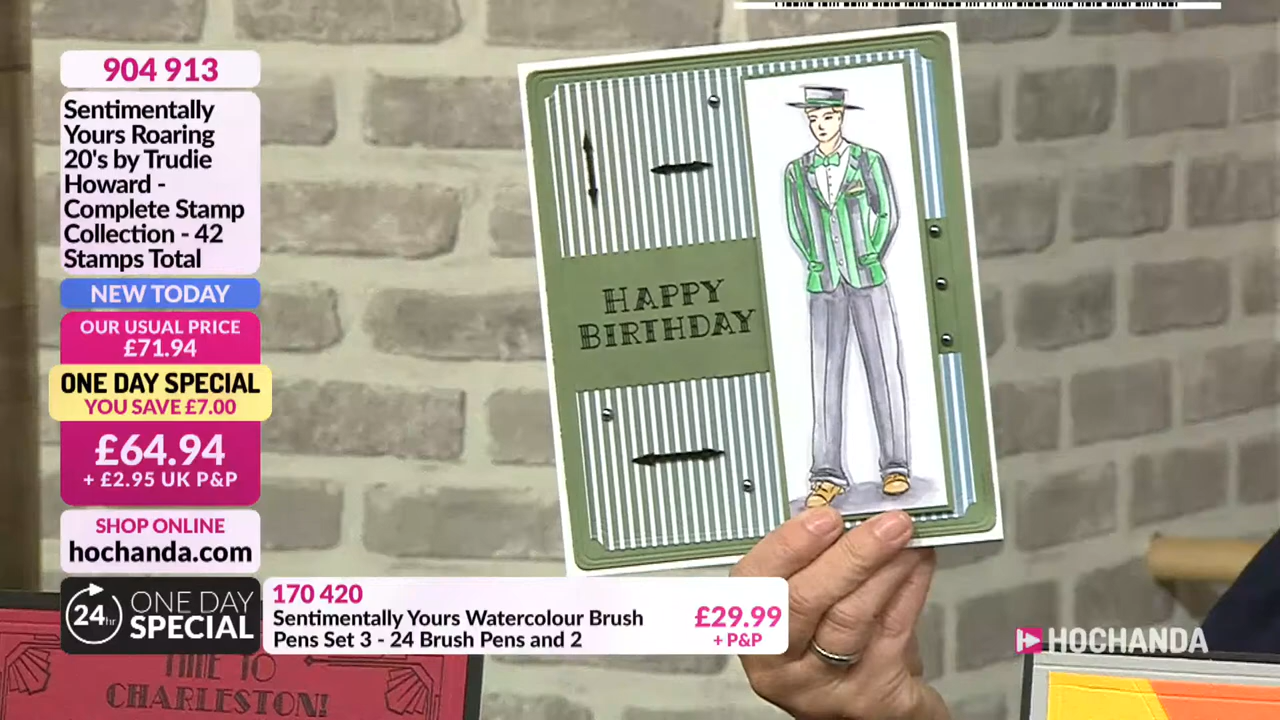 904 913
Sentimentally
Yours Roaring
20's by Trudie
Howard -
Complete Stamp
Collection - 42
Stamps Total
NEW TODAY
OUR USUAL PRICE
£71.94
ONE DAY SPECIAL
YOU SAVE £7.00
£64.94
+ £2.95 UK P&P
SHOP ONLINE
hochanda.com
24hr
ONE DAY
SPECIAL
170 420
Sentimentally Yours Watercolour Brush
Pens Set 3 - 24 Brush Pens and 2
£29.99
+ P&P
HAPPY
BIRTHDAY
HOCHANDA
TIME TO
CHARLESTON!